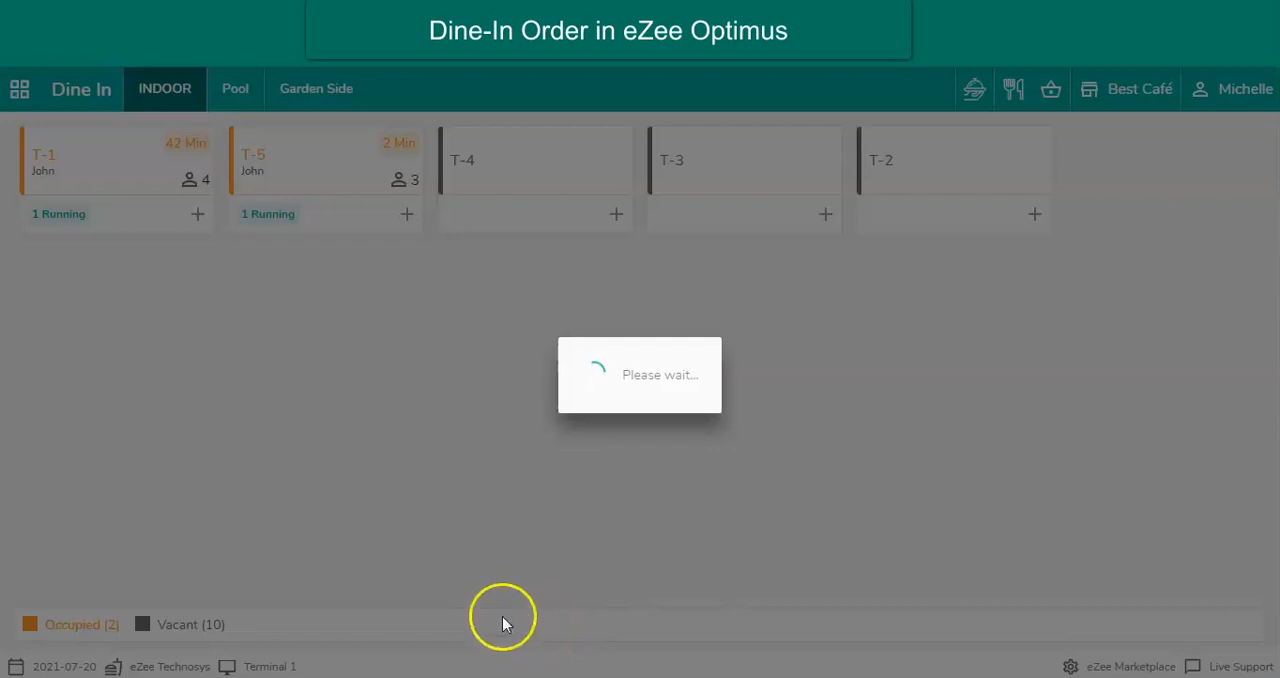 Dine-In Order in eZee Optimus
Dine In INDOOR Pool Garden Side Best Café Michelle
T-1 42 Min
John
4
T-5 2 Min
John
3
T-4
T-3
T-2
1 Running +
1 Running +
+
+
+
Please wait...
Occupied (2) Vacant (10)
2021-07-20 eZee Technosys Terminal 1 eZee Marketplace Live Support